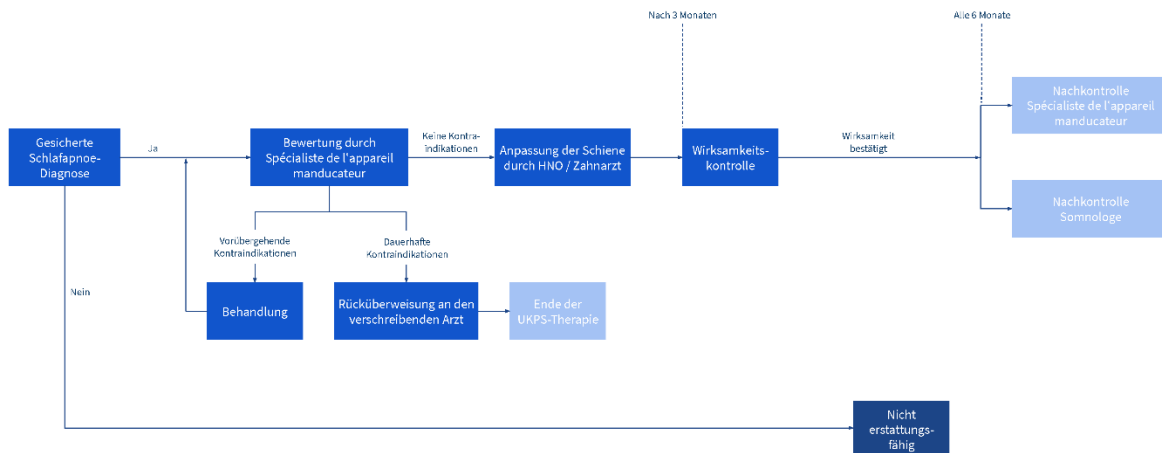 Nach 3 Monaten
Alle 6 Monate
Nachkontrolle
Spécialiste de l'appareil
manducateur
Gesicherte
Schlafapnoe-
Diagnose
Ja
Bewertung durch
Spécialiste de l'appareil
manducateur
Keine Kontra-
indikationen
Anpassung der Schiene
durch HNO / Zahnarzt
Wirksamkeits-
kontrolle
Wirksamkeit
bestätigt
Nachkontrolle
Somnologe
Vorübergehende
Kontraindikationen
Dauerhafte
Kontraindikationen
Nein
Behandlung
Rücküberweisung an den
verschreibenden Arzt
Ende der
UKPS-Therapie
Nicht
erstattungs-
fähig